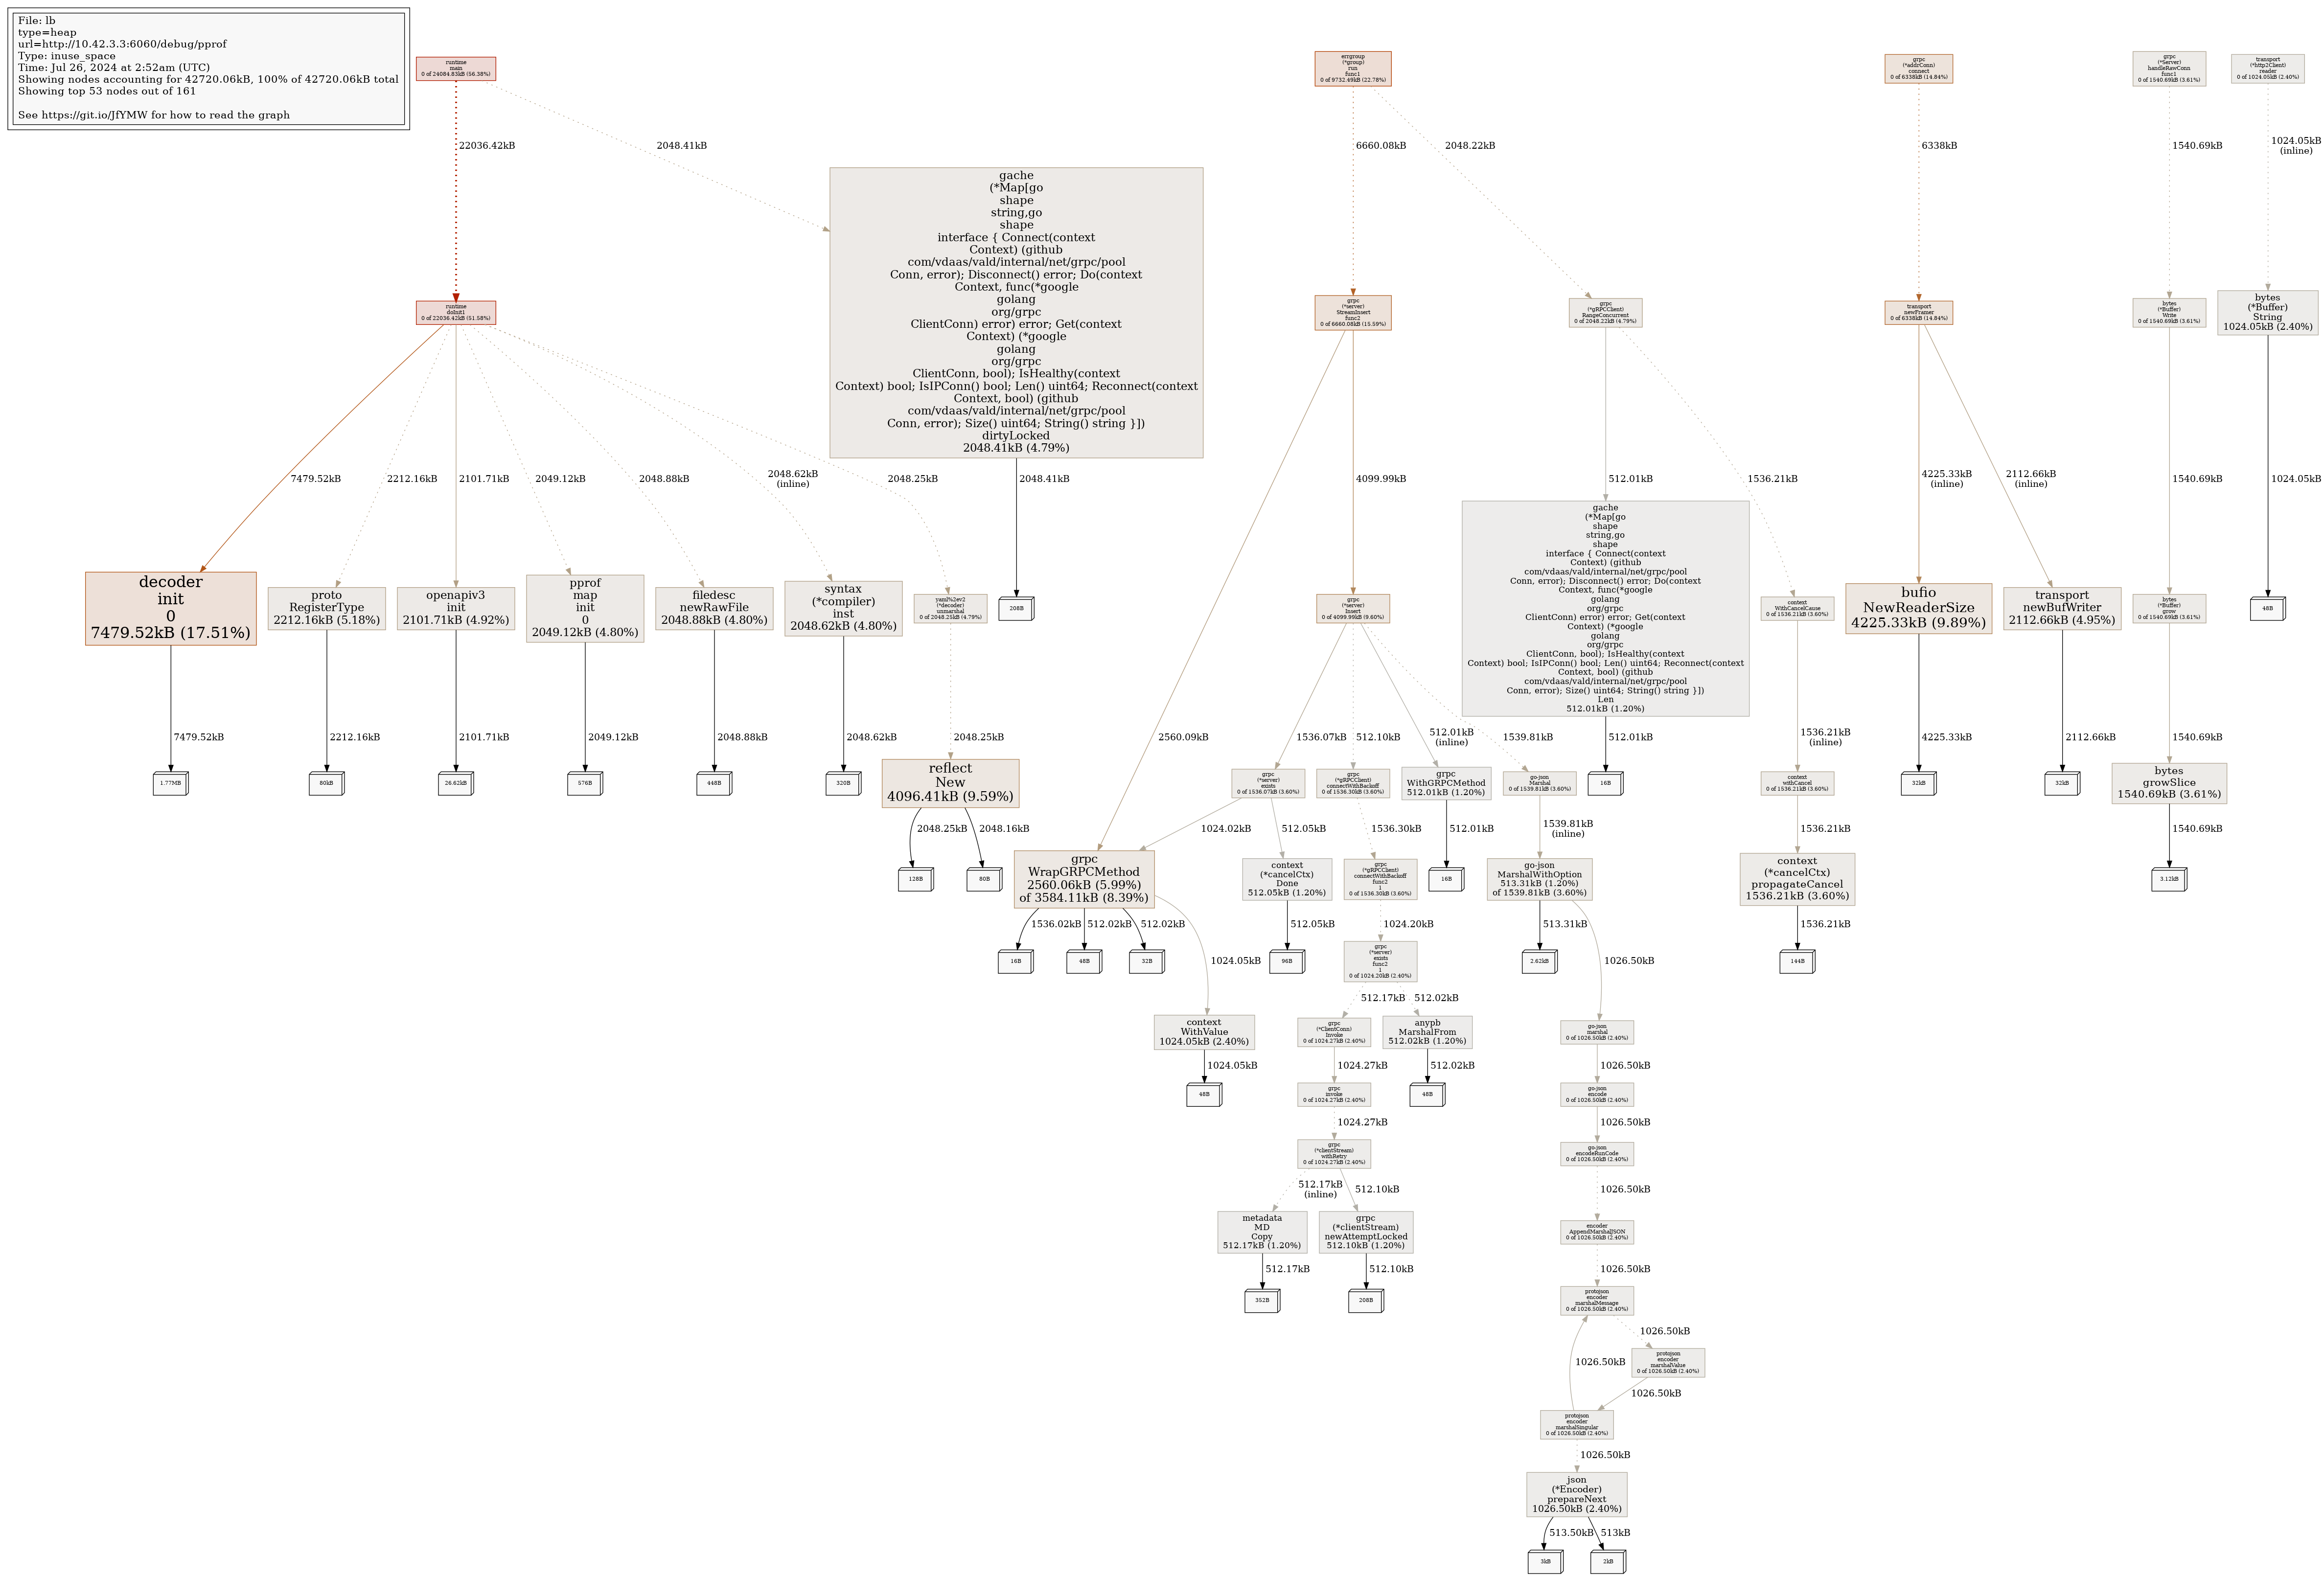 File: lb
type=heap
url=http://10.42.3.3:6060/debug/pprof
Type: inuse_space
Time: Jul 26, 2024 at 2:52am (UTC)
Showing nodes accounting for 42720.06kB, 100% of 42720.06kB total
Showing top 53 nodes out of 161
See https://git.io/JfYMW for how to read the graph
runtime
main
0 of 24084.83kB (56.38%)
errgroup
(*group)
run
func1
0 of 9732.49kB (22.78%)
grpc
(*addrConn)
connect
0 of 6338kB (14.84%)
grpc
(*Server)
handleRawConn
func1
0 of 1540.69kB (3.61%)
transport
(*http2Client)
reader
0 of 1024.05kB (2.40%)
22036.42kB
2048.41kB
6660.08kB
2048.22kB
6338kB
1540.69kB
1024.05kB
(inline)
gache
(*Map[go
shape
string,go
shape
interface { Connect(context
Context) (github
com/vdaas/vald/internal/net/grpc/pool
Conn, error); Disconnect() error; Do(context
Context, func(*google
golang
org/grpc
ClientConn) error) error; Get(context
Context) (*google
golang
org/grpc
ClientConn, bool); IsHealthy(context
Context) bool; IsIPConn() bool; Len() uint64; Reconnect(context
Context, bool) (github
com/vdaas/vald/internal/net/grpc/pool
Conn, error); Size() uint64; String() string }])
dirtyLocked
2048.41kB (4.79%)
runtime
doInit1
0 of 22036.42kB (51.58%)
grpc
(*server)
StreamInsert
func2
0 of 6660.08kB (15.59%)
grpc
(*gRPCClient)
RangeConcurrent
0 of 2048.22kB (4.79%)
transport
newFramer
0 of 6338kB (14.84%)
bytes
(*Buffer)
Write
0 of 1540.69kB (3.61%)
bytes
(*Buffer)
String
1024.05kB (2.40%)
7479.52kB
2212.16kB
2101.71kB
2049.12kB
2048.88kB
2048.62kB
(inline)
2048.25kB
2048.41kB
4099.99kB
512.01kB
1536.21kB
4225.33kB
(inline)
2112.66kB
(inline)
1540.69kB
1024.05kB
decoder
init
0
7479.52kB (17.51%)
proto
RegisterType
2212.16kB (5.18%)
openapiv3
init
2101.71kB (4.92%)
pprof
map
init
0
2049.12kB (4.80%)
filedesc
newRawFile
2048.88kB (4.80%)
syntax
(*compiler)
inst
2048.62kB (4.80%)
yaml%2ev2
(*decoder)
unmarshal
0 of 2048.25kB (4.79%)
208B
grpc
(*server)
Insert
0 of 4099.99kB (9.60%)
gache
(*Map[go
shape
string,go
shape
interface { Connect(context
Context) (github
com/vdaas/vald/internal/net/grpc/pool
Conn, error); Disconnect() error; Do(context
Context, func(*google
golang
org/grpc
ClientConn) error) error; Get(context
Context) (*google
golang
org/grpc
ClientConn, bool); IsHealthy(context
Context) bool; IsIPConn() bool; Len() uint64; Reconnect(context
Context, bool) (github
com/vdaas/vald/internal/net/grpc/pool
Conn, error); Size() uint64; String() string }])
Len
512.01kB (1.20%)
context
WithCancelCause
0 of 1536.21kB (3.60%)
bufio
NewReaderSize
4225.33kB (9.89%)
transport
newBufWriter
2112.66kB (4.95%)
bytes
(*Buffer)
grow
0 of 1540.69kB (3.61%)
48B
7479.52kB
2212.16kB
2101.71kB
2049.12kB
2048.88kB
2048.62kB
2048.25kB
2560.09kB
1536.07kB
512.10kB
512.01kB
(inline)
1539.81kB
512.01kB
1536.21kB
(inline)
4225.33kB
2112.66kB
1540.69kB
1.77MB
80kB
26.62kB
576B
448B
320B
reflect
New
4096.41kB (9.59%)
grpc
(*server)
exists
0 of 1536.07kB (3.60%)
grpc
(*gRPCClient)
connectWithBackoff
0 of 1536.30kB (3.60%)
grpc
WithGRPCMethod
512.01kB (1.20%)
go-json
Marshal
0 of 1539.81kB (3.60%)
16B
context
withCancel
0 of 1536.21kB (3.60%)
32kB
32kB
bytes
growSlice
1540.69kB (3.61%)
2048.25kB
2048.16kB
1024.02kB
512.05kB
1536.30kB
512.01kB
1539.81kB
(inline)
1536.21kB
1540.69kB
128B
80B
grpc
WrapGRPCMethod
2560.06kB (5.99%)
of 3584.11kB (8.39%)
context
(*cancelCtx)
Done
512.05kB (1.20%)
grpc
(*gRPCClient)
connectWithBackoff
func2
1
0 of 1536.30kB (3.60%)
16B
go-json
MarshalWithOption
513.31kB (1.20%)
of 1539.81kB (3.60%)
context
(*cancelCtx)
propagateCancel
1536.21kB (3.60%)
3.12kB
1536.02kB
512.02kB
512.02kB
1024.05kB
512.05kB
1024.20kB
513.31kB
1026.50kB
1536.21kB
16B
48B
32B
96B
grpc
(*server)
exists
func2
1
0 of 1024.20kB (2.40%)
2.62kB
144B
512.17kB
512.02kB
context
WithValue
1024.05kB (2.40%)
grpc
(*ClientConn)
Invoke
0 of 1024.27kB (2.40%)
anypb
MarshalFrom
512.02kB (1.20%)
go-json
marshal
0 of 1026.50kB (2.40%)
1024.05kB
1024.27kB
512.02kB
1026.50kB
48B
grpc
invoke
0 of 1024.27kB (2.40%)
48B
go-json
encode
0 of 1026.50kB (2.40%)
1024.27kB
1026.50kB
grpc
(*clientStream)
withRetry
0 of 1024.27kB (2.40%)
go-json
encodeRunCode
0 of 1026.50kB (2.40%)
512.17kB
(inline)
512.10kB
1026.50kB
metadata
MD
Copy
512.17kB (1.20%)
grpc
(*clientStream)
newAttemptLocked
512.10kB (1.20%)
encoder
AppendMarshalJSON
0 of 1026.50kB (2.40%)
512.17kB
512.10kB
1026.50kB
352B
208B
protojson
encoder
marshalMessage
0 of 1026.50kB (2.40%)
1026.50kB
1026.50kB
protojson
encoder
marshalValue
0 of 1026.50kB (2.40%)
1026.50kB
protojson
encoder
marshalSingular
0 of 1026.50kB (2.40%)
1026.50kB
json
(*Encoder)
prepareNext
1026.50kB (2.40%)
513.50kB
513kB
3kB
2kB